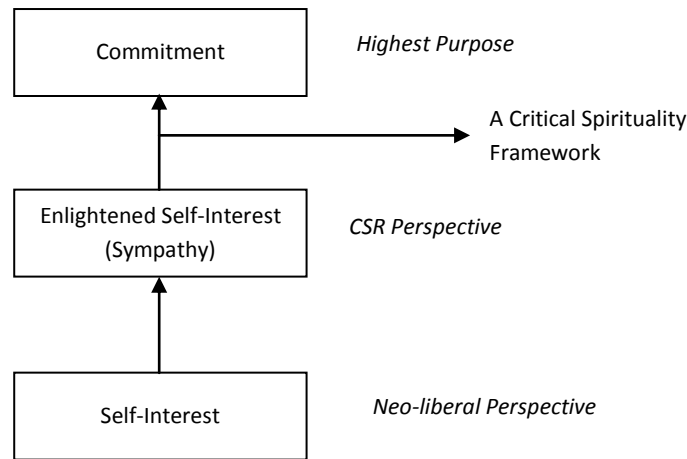 Commitment
Highest Purpose
A Critical Spirituality
Framework
Enlightened Self-Interest
(Sympathy)
CSR Perspective
Self-Interest
Neo-liberal Perspective